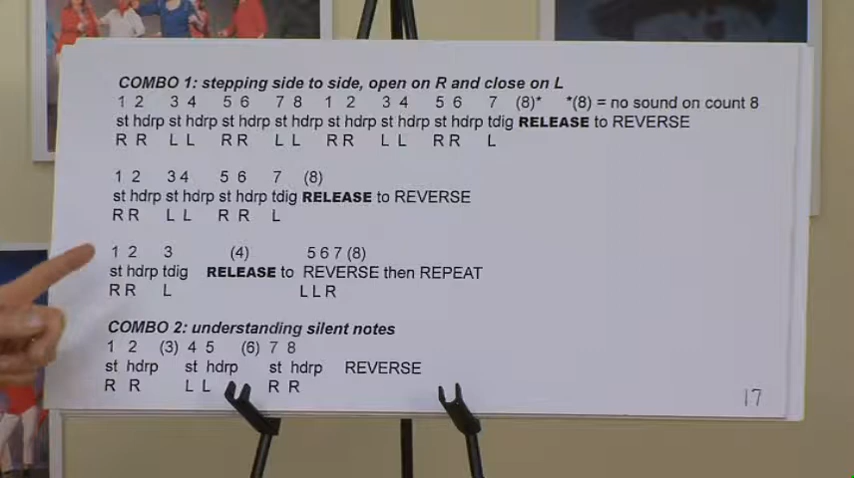 COMBO 1: stepping side to side, open on R and close on L
1 2 3 4 5 6 7 8 1 2 3 4 5 6 7 (8)* *(8) = no sound on count 8
st hdrp st hdrp st hdrp st hdrp st hdrp st hdrp st hdrp tdig RELEASE to REVERSE
R R L L R R L L R R L L R R L
1 2 3 4 5 6 7 (8)
st hdrp st hdrp st hdrp tdig RELEASE to REVERSE
R R L L R R L
1 2 3 (4) 5 6 7 (8)
st hdrp tdig RELEASE to REVERSE then REPEAT
R R L L L R
COMBO 2: understanding silent notes
1 2 (3) 4 5 (6) 7 8
st hdrp st hdrp st hdrp REVERSE
R R L L R R
17